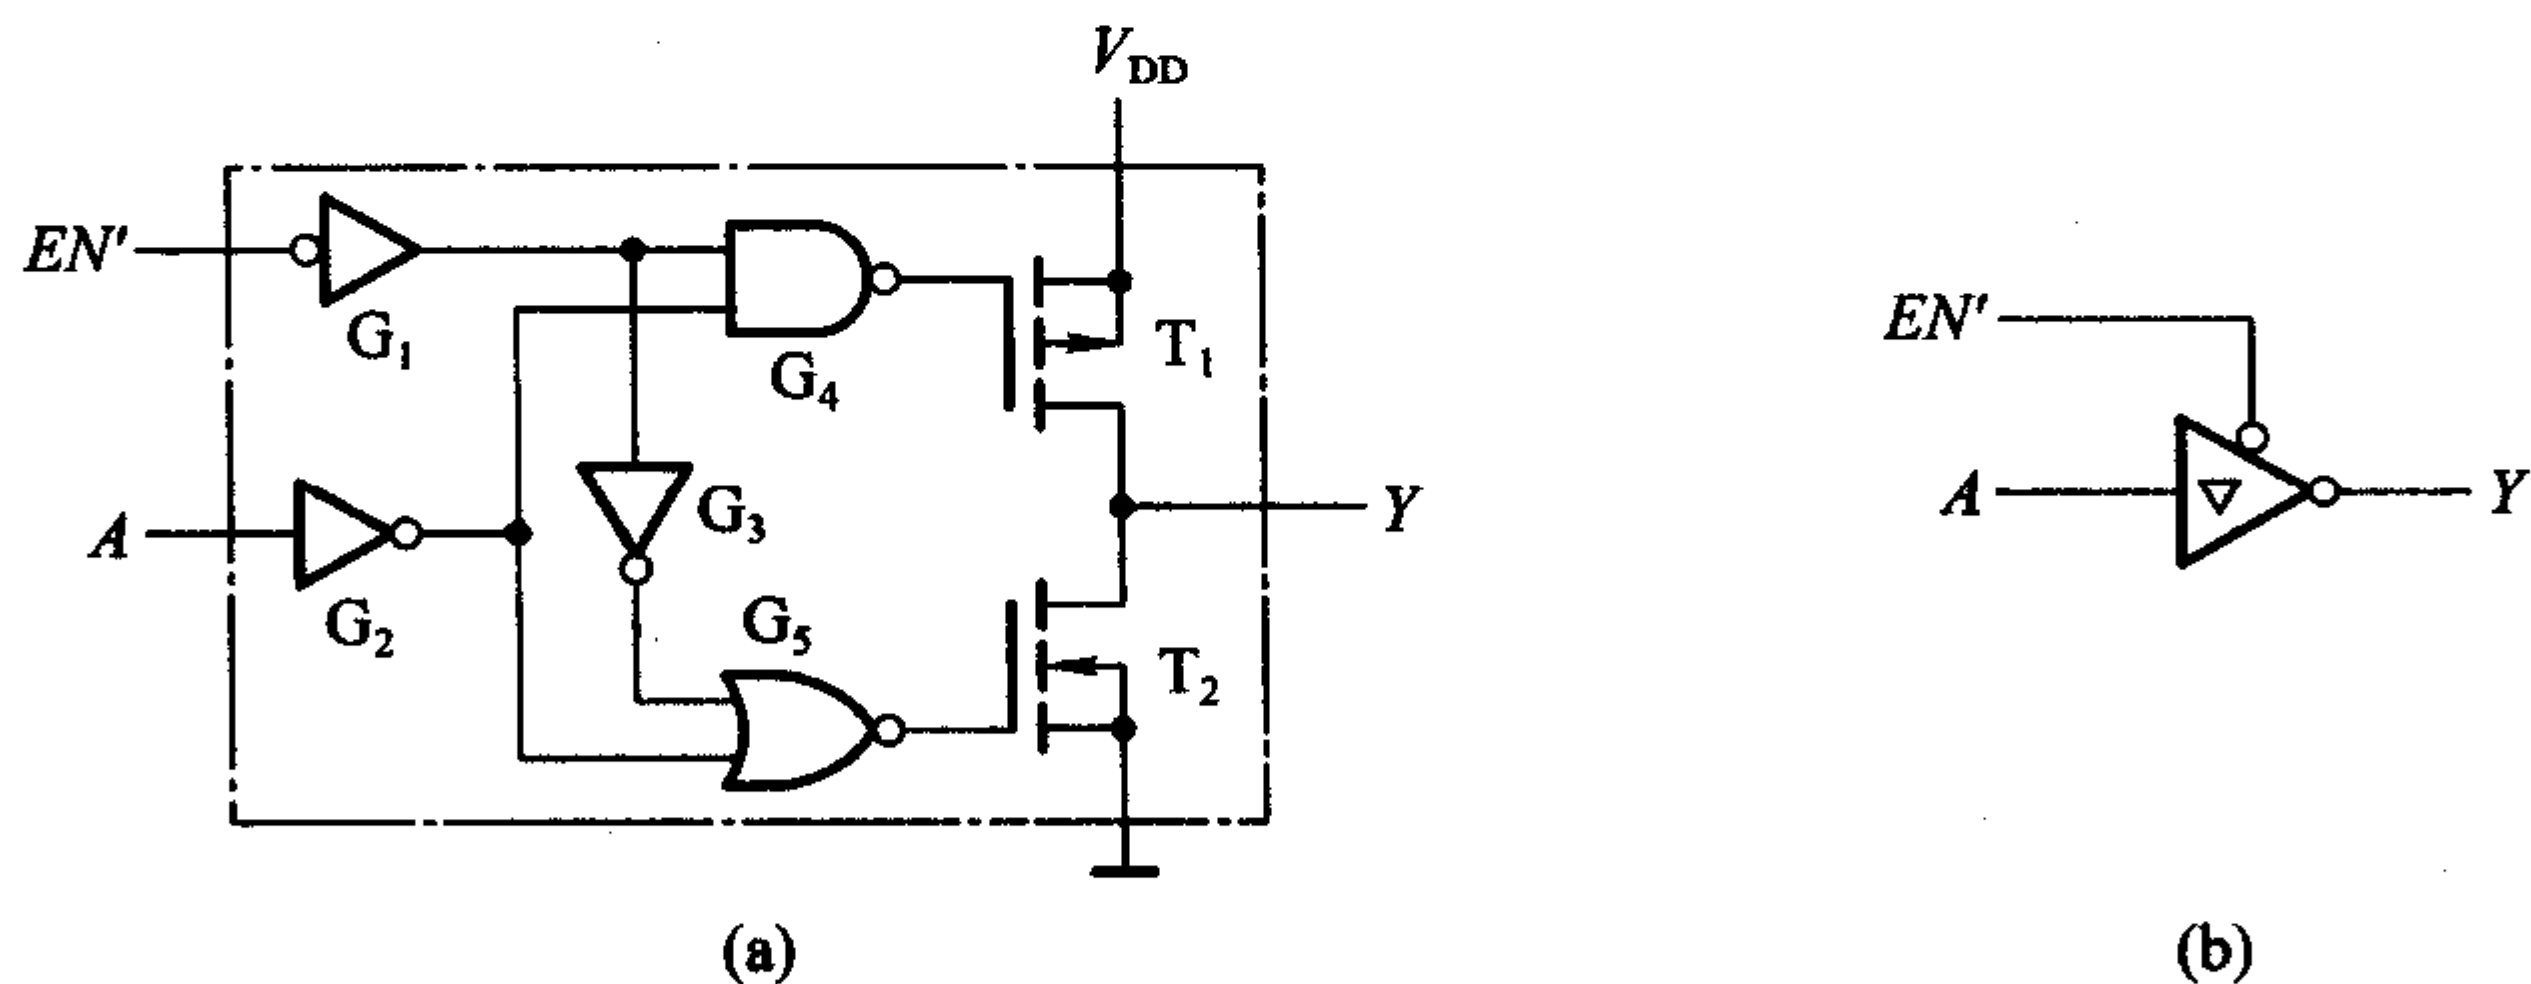 V_DD
EN'
G₁
G₄
T₁
A
G₂
G₃
G₅
T₂
Y
(a)
EN'
A
Y
(b)